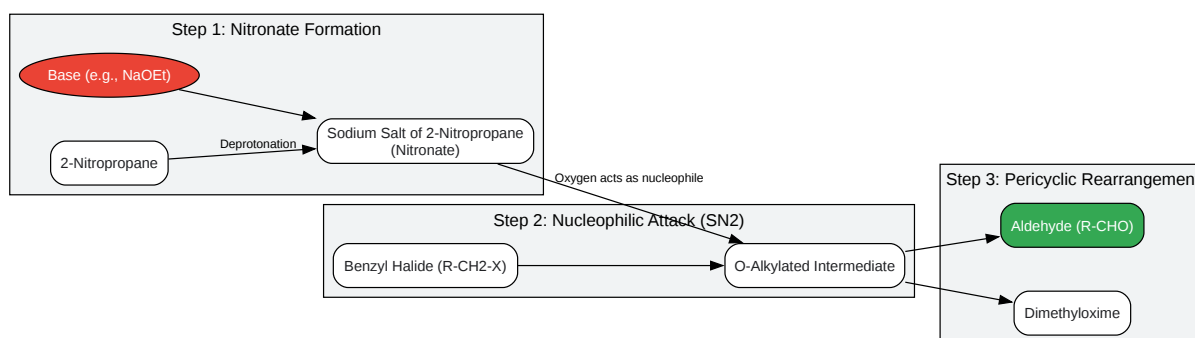 Step 1: Nitronate Formation
Base (e.g., NaOEt)
2-Nitropropane
Deprotonation
Sodium Salt of 2-Nitropropane
(Nitronate)
Oxygen acts as nucleophile
Step 2: Nucleophilic Attack (SN2)
Benzyl Halide (R-CH2-X)
O-Alkylated Intermediate
Step 3: Pericyclic Rearrangemen
Aldehyde (R-CHO)
Dimethyloxime